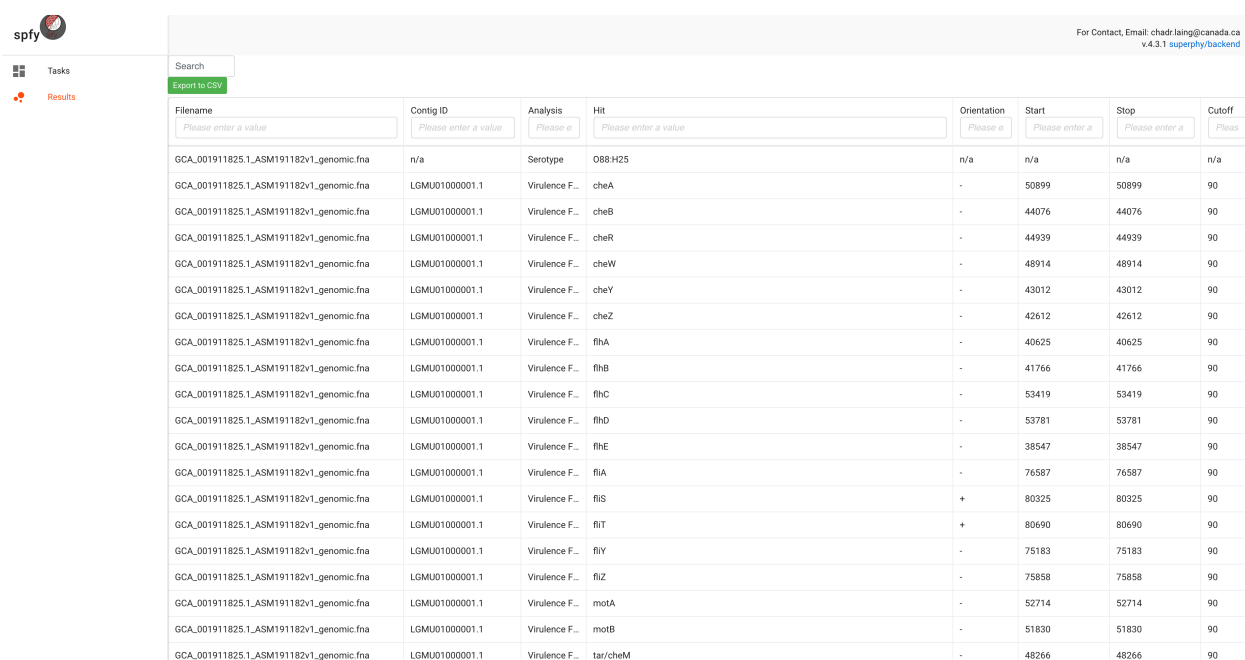 spfy
For Contact, Email: chadr.laing@canada.ca
v.4.3.1 superphy/backend
Tasks
Results
Search
Export to CSV
Filename Contig ID Analysis Hit Orientation Start Stop Cutoff
Please enter a value Please enter a value Please e Please enter a value Please e Please enter a Please enter a Pleas
GCA_001911825.1_ASM191182v1_genomic.fna n/a Serotype O88:H25 n/a n/a n/a n/a
GCA_001911825.1_ASM191182v1_genomic.fna LGMU01000001.1 Virulence F... cheA - 50899 50899 90
GCA_001911825.1_ASM191182v1_genomic.fna LGMU01000001.1 Virulence F... cheB - 44076 44076 90
GCA_001911825.1_ASM191182v1_genomic.fna LGMU01000001.1 Virulence F... cheR - 44939 44939 90
GCA_001911825.1_ASM191182v1_genomic.fna LGMU01000001.1 Virulence F... cheW - 48914 48914 90
GCA_001911825.1_ASM191182v1_genomic.fna LGMU01000001.1 Virulence F... cheY - 43012 43012 90
GCA_001911825.1_ASM191182v1_genomic.fna LGMU01000001.1 Virulence F... cheZ - 42612 42612 90
GCA_001911825.1_ASM191182v1_genomic.fna LGMU01000001.1 Virulence F... flhA - 40625 40625 90
GCA_001911825.1_ASM191182v1_genomic.fna LGMU01000001.1 Virulence F... flhB - 41766 41766 90
GCA_001911825.1_ASM191182v1_genomic.fna LGMU01000001.1 Virulence F... flhC - 53419 53419 90
GCA_001911825.1_ASM191182v1_genomic.fna LGMU01000001.1 Virulence F... flhD - 53781 53781 90
GCA_001911825.1_ASM191182v1_genomic.fna LGMU01000001.1 Virulence F... flhE - 38547 38547 90
GCA_001911825.1_ASM191182v1_genomic.fna LGMU01000001.1 Virulence F... fliA - 76587 76587 90
GCA_001911825.1_ASM191182v1_genomic.fna LGMU01000001.1 Virulence F... fliS + 80325 80325 90
GCA_001911825.1_ASM191182v1_genomic.fna LGMU01000001.1 Virulence F... fliT + 80690 80690 90
GCA_001911825.1_ASM191182v1_genomic.fna LGMU01000001.1 Virulence F... fliY - 75183 75183 90
GCA_001911825.1_ASM191182v1_genomic.fna LGMU01000001.1 Virulence F... fliZ - 75858 75858 90
GCA_001911825.1_ASM191182v1_genomic.fna LGMU01000001.1 Virulence F... motA - 52714 52714 90
GCA_001911825.1_ASM191182v1_genomic.fna LGMU01000001.1 Virulence F... motB - 51830 51830 90
GCA_001911825.1_ASM191182v1_genomic.fna LGMU01000001.1 Virulence F... tar/cheM - 48266 48266 90